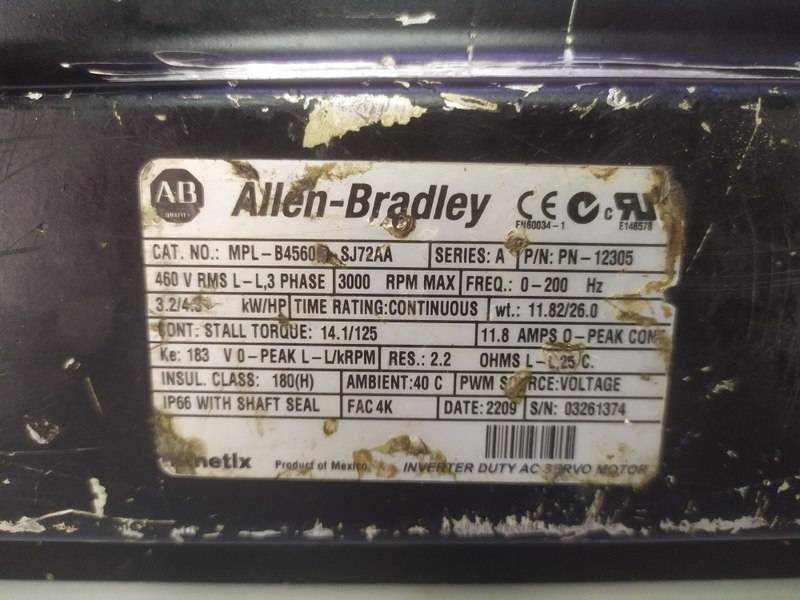 AB
QUALITY
Allen-Bradley
CE
EN60034-1
c
E146578
CAT. NO.: MPL-B4560 SJ72AA SERIES: A P/N: PN-12305
460 V RMS L-L,3 PHASE 3000 RPM MAX FREQ.: 0-200 Hz
kW/HP TIME RATING:CONTINUOUS wt.: 11.82/26.0
CONT. STALL TORQUE: 14.1/125 11.8 AMPS 0-PEAK
Ke: 183 V 0-PEAK L-L/kRPM RES.: 2.2 OHMS L-L,25 C.
INSUL. CLASS: 180(H) AMBIENT:40 C PWM :VOLTAGE
IP66 WITH SHAFT SEAL FAC 4K DATE:2209 S/N: 03261374
Product of Mexico INVERTER DUTY AC SERVO MOTOR